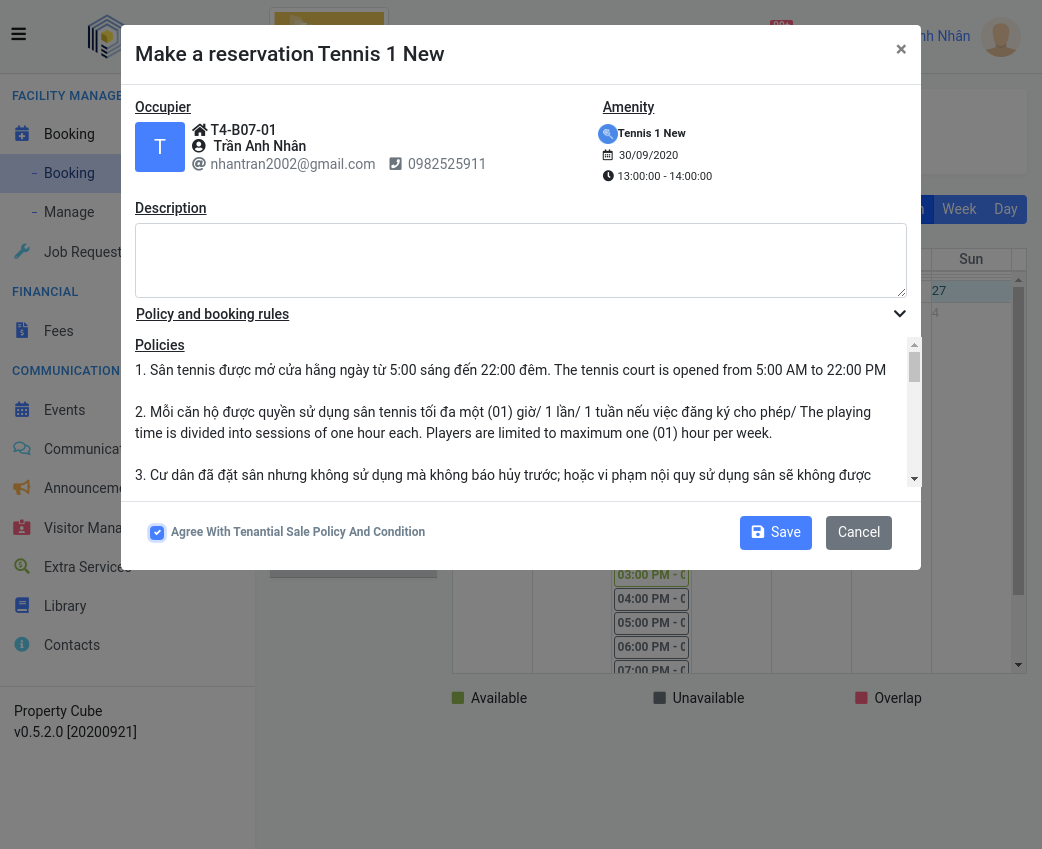 Make a reservation Tennis 1 New
×
99+
nh Nhân
FACILITY MANAGE
Booking
Booking
Manage
Job Request
FINANCIAL
Fees
COMMUNICATION
Events
Communicat
Announceme
Visitor Mana
Extra Services
Library
Contacts
Property Cube
v0.5.2.0 [20200921]
Occupier
T
T4-B07-01
Trần Anh Nhân
@ nhantran2002@gmail.com 0982525911
Amenity
Tennis 1 New
30/09/2020
13:00:00 - 14:00:00
Description
Policy and booking rules
Policies
1. Sân tennis được mở cửa hằng ngày từ 5:00 sáng đến 22:00 đêm. The tennis court is opened from 5:00 AM to 22:00 PM
2. Mỗi căn hộ được quyền sử dụng sân tennis tối đa một (01) giờ/ 1 lần/ 1 tuần nếu việc đăng ký cho phép/ The playing
time is divided into sessions of one hour each. Players are limited to maximum one (01) hour per week.
3. Cư dân đã đặt sân nhưng không sử dụng mà không báo hủy trước; hoặc vi phạm nội quy sử dụng sân sẽ không được
Agree With Tenantial Sale Policy And Condition
Save
Cancel
Week
Day
Sun
27
4
03:00 PM - 0
04:00 PM - 0
05:00 PM - 0
06:00 PM - 0
07:00 PM - 0
Available
Unavailable
Overlap